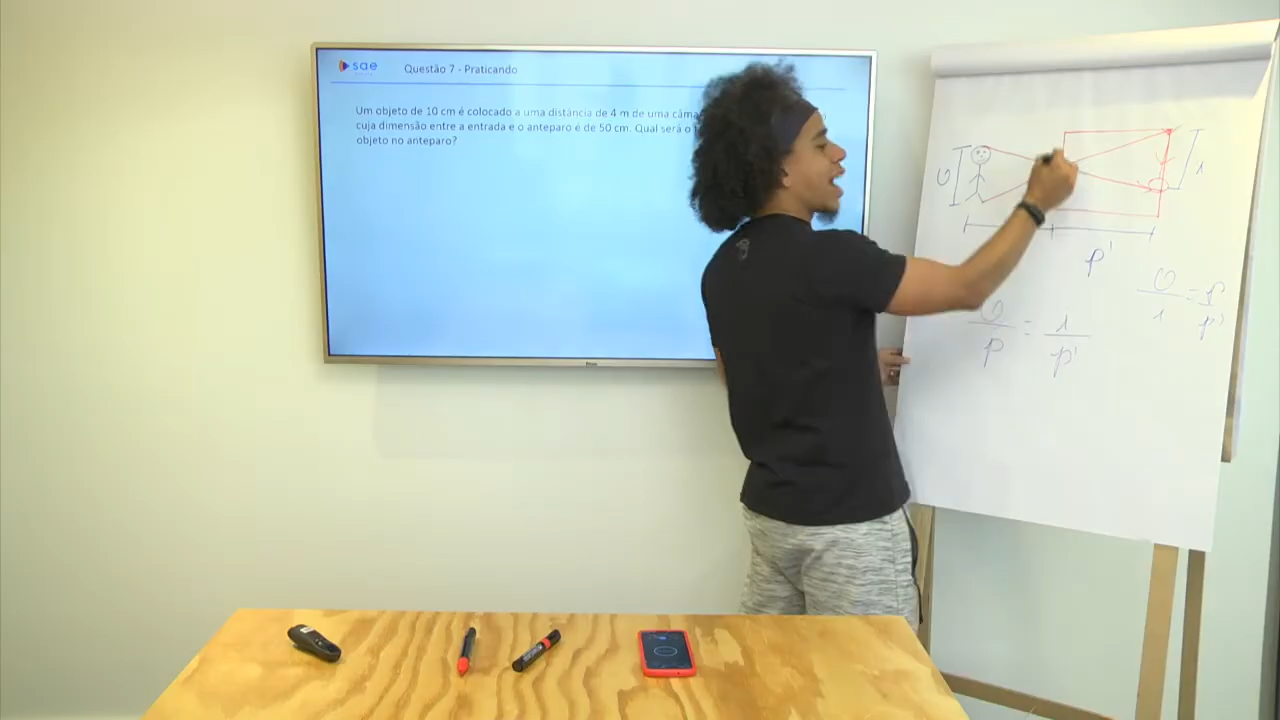 sae
Questão 7 - Praticando
Um objeto de 10 cm é colocado a uma distância de 4 m de uma
cuja dimensão entre a entrada e o anteparo é de 50 cm. Qual será o
objeto no anteparo?
o
i
p'
o/i = p/p'
o/p = i/p'